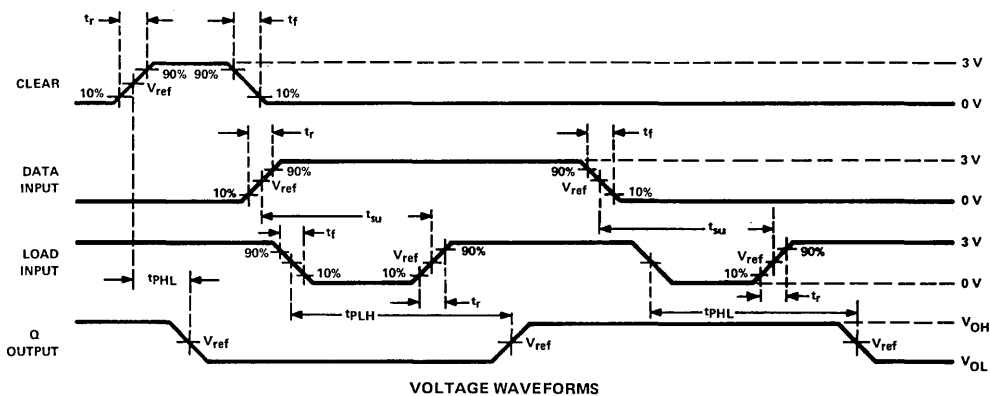 tr tf
CLEAR 10% Vref 90% 90% 10% 3 V
0 V
tr tf
DATA
INPUT 10% Vref 90% 90% Vref 10% 3 V
0 V
tsu tsu
tf
LOAD
INPUT 90% 10% 10% Vref 90% Vref 10% 90% 3 V
0 V
tPHL tr tr
tPLH tPHL
Q
OUTPUT Vref Vref Vref VOH
VOL
VOLTAGE WAVEFORMS